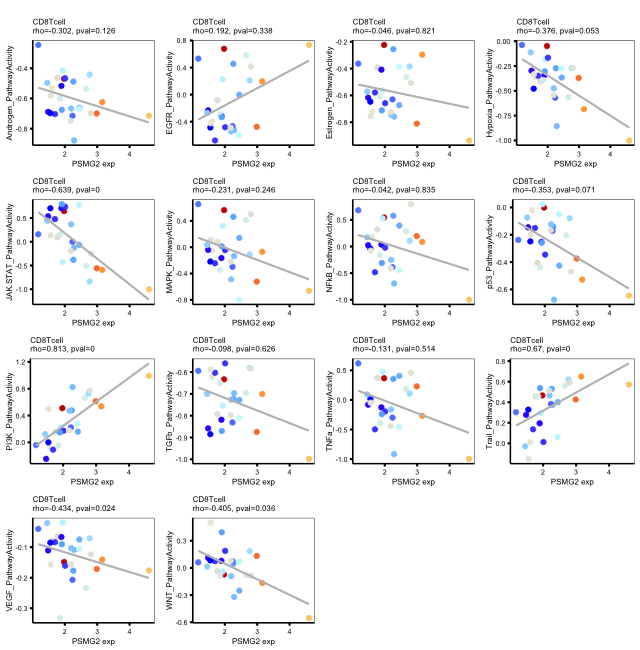 CD8Tcell
rho=-0.302, pval=0.126
Androgen_PathwayActivity
-0.2
-0.4
-0.6
-0.8
2
3
4
PSMG2 exp
CD8Tcell
rho=0.192, pval=0.338
EGFR_PathwayActivity
0.8
0.4
0.0
-0.4
2
3
4
PSMG2 exp
CD8Tcell
rho=-0.046, pval=0.821
Estrogen_PathwayActivity
-0.2
-0.4
-0.6
-0.8
2
3
4
PSMG2 exp
CD8Tcell
rho=-0.376, pval=0.053
Hypoxia_PathwayActivity
0.00
-0.25
-0.50
-0.75
-1.00
2
3
4
PSMG2 exp
CD8Tcell
rho=-0.639, pval=0
JAK.STAT_PathwayActivity
0.5
0.0
-0.5
-1.0
2
3
4
PSMG2 exp
CD8Tcell
rho=-0.231, pval=0.246
MAPK_PathwayActivity
0.4
0.0
-0.4
-0.8
2
3
4
PSMG2 exp
CD8Tcell
rho=-0.042, pval=0.835
NFkB_PathwayActivity
0.5
0.0
-0.5
-1.0
2
3
4
PSMG2 exp
CD8Tcell
rho=-0.353, pval=0.071
p53_PathwayActivity
0.0
-0.2
-0.4
-0.6
2
3
4
PSMG2 exp
CD8Tcell
rho=0.813, pval=0
PI3K_PathwayActivity
1.2
0.8
0.4
0.0
2
3
4
PSMG2 exp
CD8Tcell
rho=-0.098, pval=0.626
TGFb_PathwayActivity
-0.6
-0.7
-0.8
-0.9
-1.0
2
3
4
PSMG2 exp
CD8Tcell
rho=-0.131, pval=0.514
TNFa_PathwayActivity
0.5
0.0
-0.5
-1.0
2
3
4
PSMG2 exp
CD8Tcell
rho=0.67, pval=0
Trail_PathwayActivity
0.8
0.6
0.4
0.2
0.0
2
3
4
PSMG2 exp
CD8Tcell
rho=-0.434, pval=0.024
VEGF_PathwayActivity
-0.1
-0.2
-0.3
2
3
4
PSMG2 exp
CD8Tcell
rho=-0.405, pval=0.036
WNT_PathwayActivity
0.3
0.0
-0.3
-0.6
2
3
4
PSMG2 exp